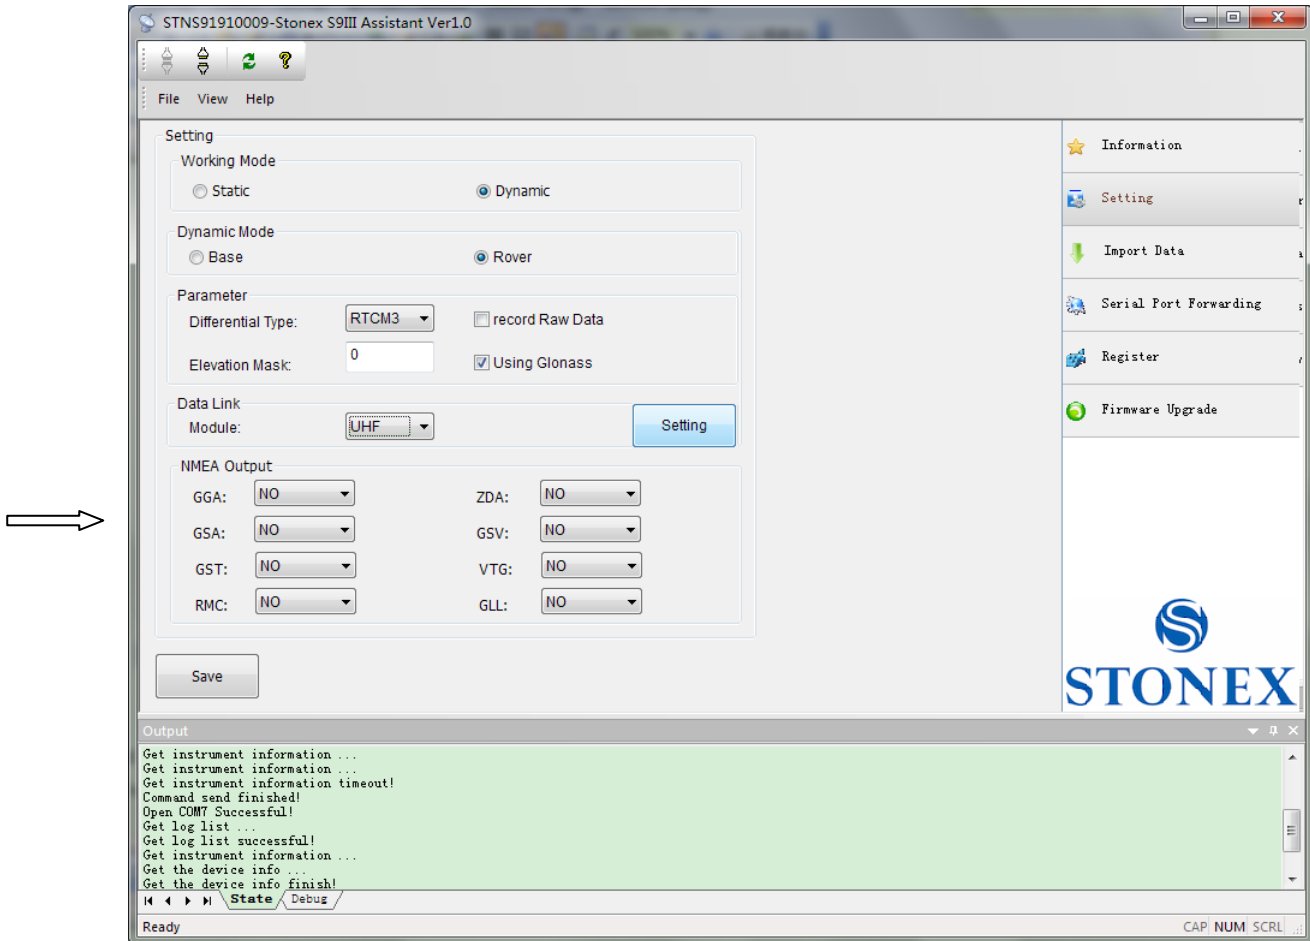 STNS91910009-Stonex S9III Assistant Ver1.0
File View Help
Setting
Working Mode
Static Dynamic
Dynamic Mode
Base Rover
Parameter
Differential Type: RTCM3 record Raw Data
Elevation Mask: 0 Using Glonass
Data Link
Module: UHF Setting
NMEA Output
GGA: NO ZDA: NO
GSA: NO GSV: NO
GST: NO VTG: NO
RMC: NO GLL: NO
Save
Information
Setting
Import Data
Serial Port Forwarding
Register
Firmware Upgrade
STONEX
Output
Get instrument information ...
Get instrument information ...
Get instrument information timeout!
Command send finished!
Open COM7 Successful!
Get log list ...
Get log list successful!
Get instrument information ...
Get the device info ...
Get the device info finish!
State Debug
Ready CAP NUM SCRL